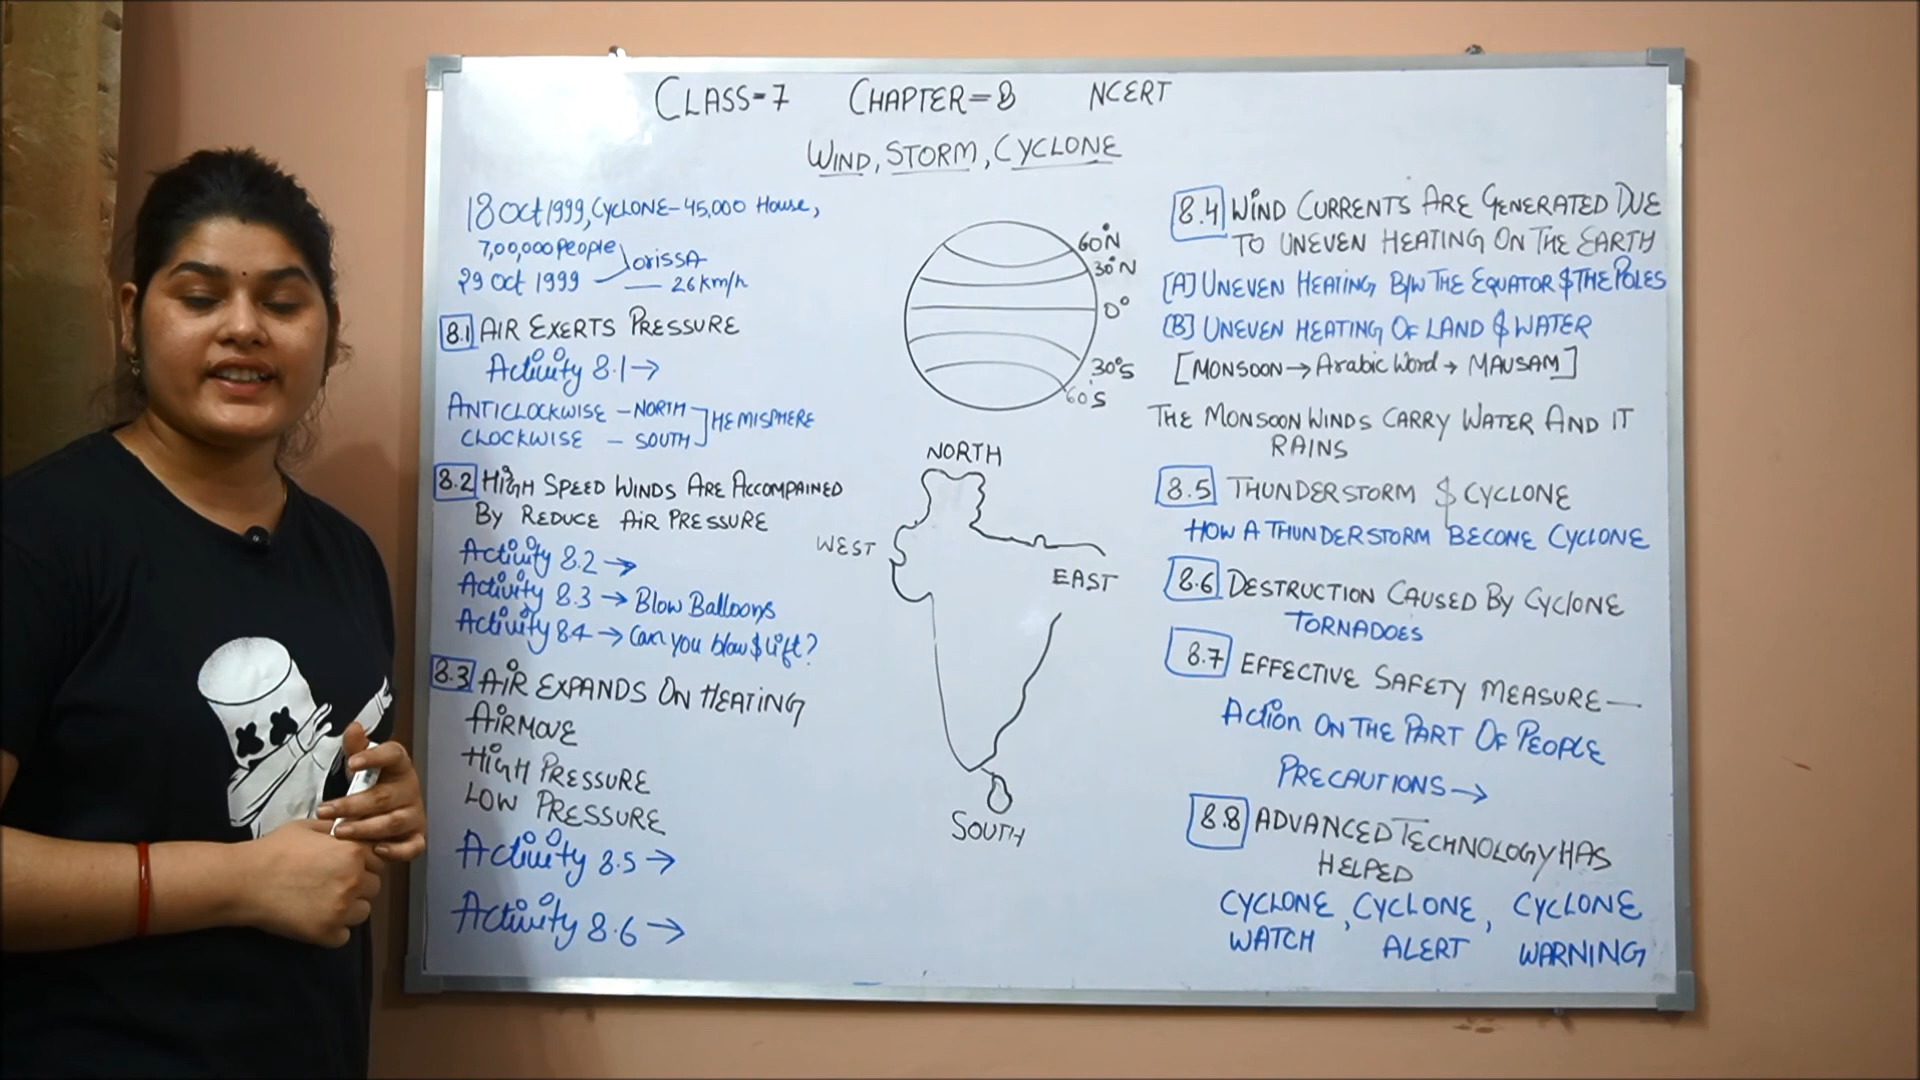 CLASS-7 CHAPTER=8 NCERT
WIND, STORM, CYCLONE
18 Oct 1999, CYCLONE-45,000 House,
7,00,000 people
ORISSA
29 Oct 1999 — 26 km/h
8.1 AIR EXERTS PRESSURE
Activity 8.1→
ANTICLOCKWISE - NORTH
HEMISPHERE
CLOCKWISE - SOUTH
8.2 HIGH SPEED WINDS ARE ACCOMPAINED
BY REDUCE AIR PRESSURE
Activity 8.2 →
Activity 8.3 → Blow Balloons
Activity 8.4 → Can you blow & lift?
8.3 AIR EXPANDS ON HEATING
AIRMOVE
HIGH PRESSURE
LOW PRESSURE
Activity 8.5 →
Activity 8.6 →
60°N
30°N
0°
30°S
60°S
NORTH
WEST
EAST
SOUTH
8.4 WIND CURRENTS ARE GENERATED DUE
TO UNEVEN HEATING ON THE EARTH
[A] UNEVEN HEATING B/W THE EQUATOR & THE POLES
[B] UNEVEN HEATING OF LAND & WATER
[MONSOON → Arabic Word → MAUSAM]
THE MONSOON WINDS CARRY WATER AND IT
RAINS
8.5 THUNDERSTORM & CYCLONE
HOW A THUNDERSTORM BECOME CYCLONE
8.6 DESTRUCTION CAUSED BY CYCLONE
TORNADOES
8.7 EFFECTIVE SAFETY MEASURE—
Action ON THE PART OF PEOPLE
PRECAUTIONS→
8.8 ADVANCED TECHNOLOGY HAS
HELPED
CYCLONE, CYCLONE, CYCLONE
WATCH ALERT WARNING